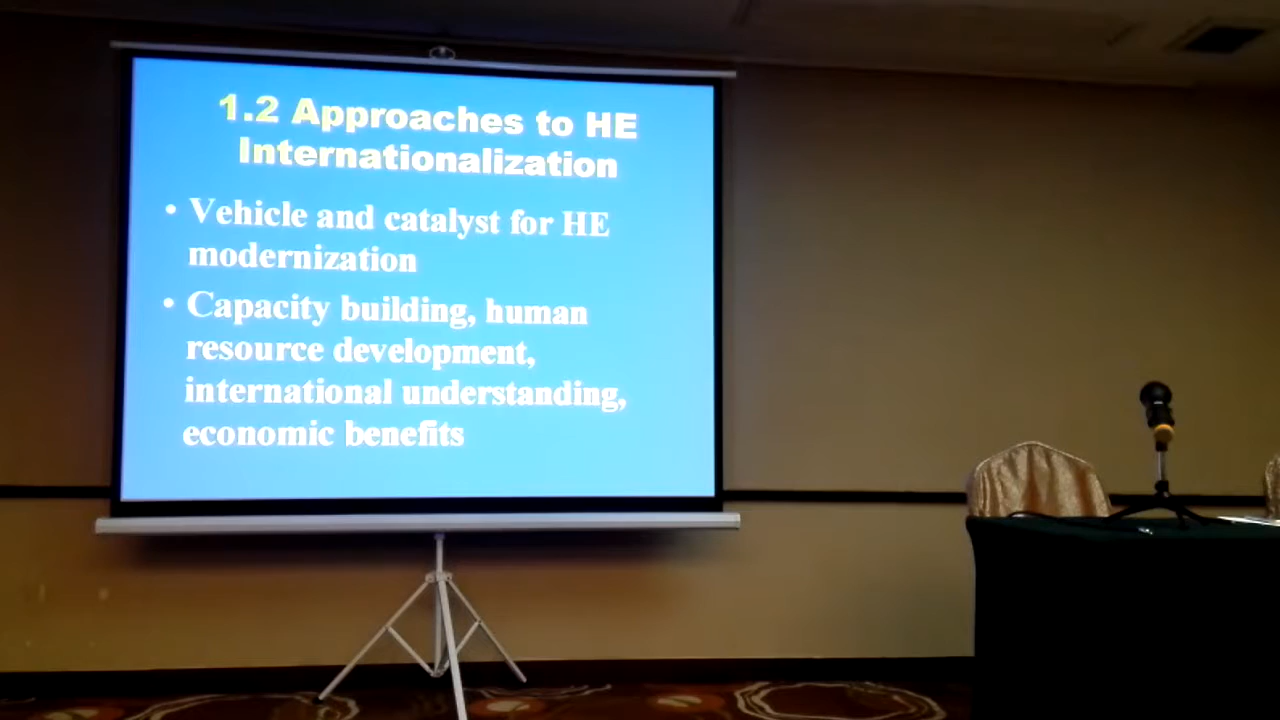 1.2 Approaches to HE
Internationalization
• Vehicle and catalyst for HE
modernization
• Capacity building, human
resource development,
international understanding,
economic benefits